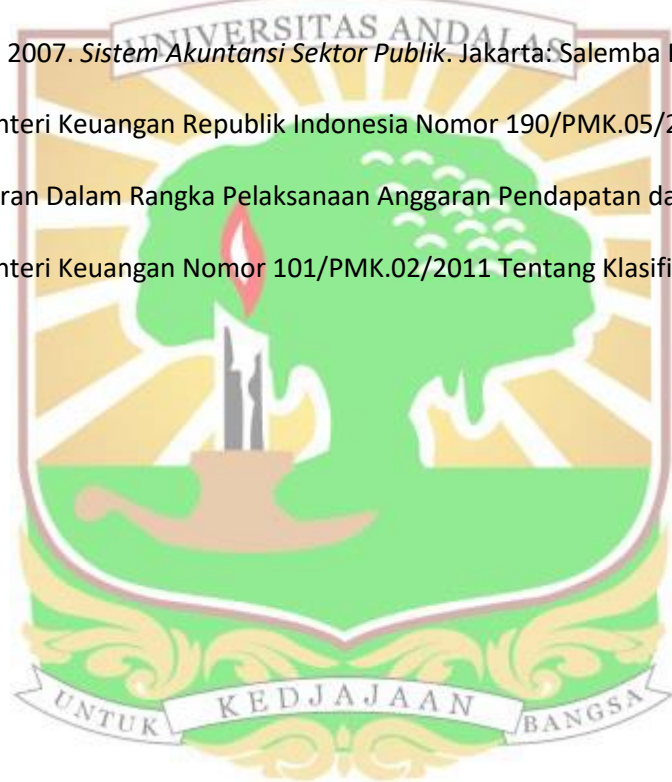 UNIVERSITAS ANDALAS
2007. Sistem Akuntansi Sektor Publik. Jakarta: Salemba
nteri Keuangan Republik Indonesia Nomor 190/PMK.05/2
ran Dalam Rangka Pelaksanaan Anggaran Pendapatan da
nteri Keuangan Nomor 101/PMK.02/2011 Tentang Klasifi
UNTUK KEDJAJAAN BANGSA